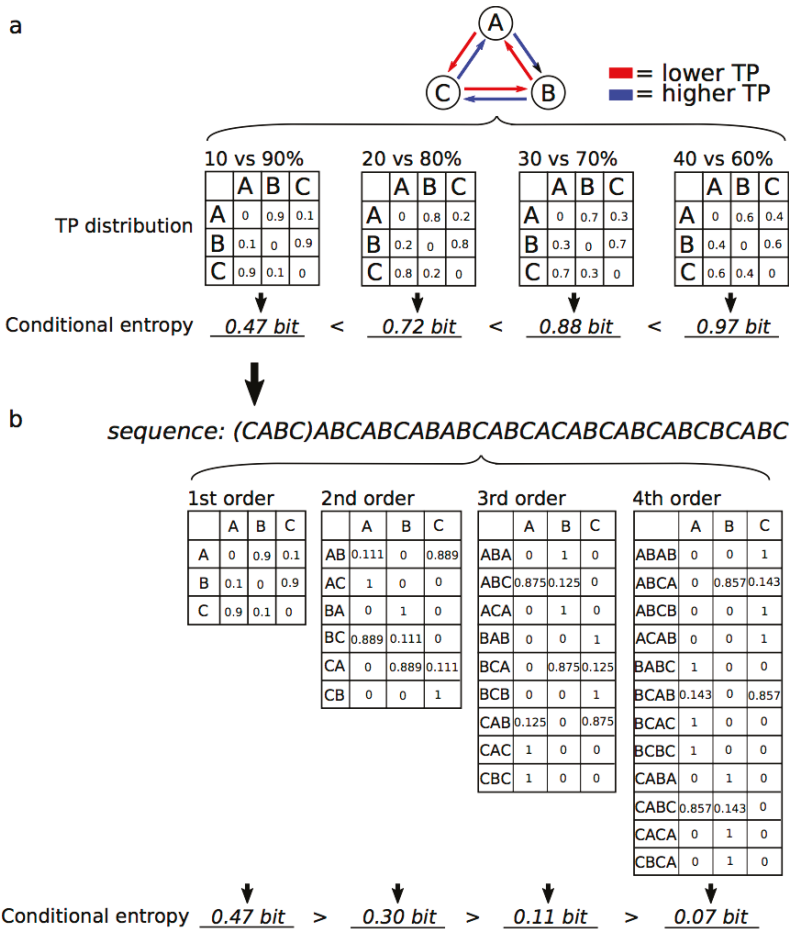 a
A
C B
= lower TP
= higher TP
10 vs 90% 20 vs 80% 30 vs 70% 40 vs 60%
TP distribution
A B C
A 0 0.9 0.1
B 0.1 0 0.9
C 0.9 0.1 0
A B C
A 0 0.8 0.2
B 0.2 0 0.8
C 0.8 0.2 0
A B C
A 0 0.7 0.3
B 0.3 0 0.7
C 0.7 0.3 0
A B C
A 0 0.6 0.4
B 0.4 0 0.6
C 0.6 0.4 0
Conditional entropy 0.47 bit < 0.72 bit < 0.88 bit < 0.97 bit
b
sequence: (CABC)ABCABCABABCABCACABCABCABCBCABC
1st order
A B C
A 0 0.9 0.1
B 0.1 0 0.9
C 0.9 0.1 0
2nd order
A B C
AB 0.111 0 0.889
AC 1 0 0
BA 0 1 0
BC 0.889 0.111 0
CA 0 0.889 0.111
CB 0 0 1
3rd order
A B C
ABA 0 1 0
ABC 0.875 0.125 0
ACA 0 1 0
BAB 0 0 1
BCA 0 0.875 0.125
BCB 0 0 1
CAB 0.125 0 0.875
CAC 1 0 0
CBC 1 0 0
4th order
A B C
ABAB 0 0 1
ABCA 0 0.857 0.143
ABCB 0 0 1
ACAB 0 0 1
BABC 1 0 0
BCAB 0.143 0 0.857
BCAC 1 0 0
BCBC 1 0 0
CABA 0 1 0
CABC 0.857 0.143 0
CACA 0 1 0
CBCA 0 1 0
Conditional entropy 0.47 bit > 0.30 bit > 0.11 bit > 0.07 bit